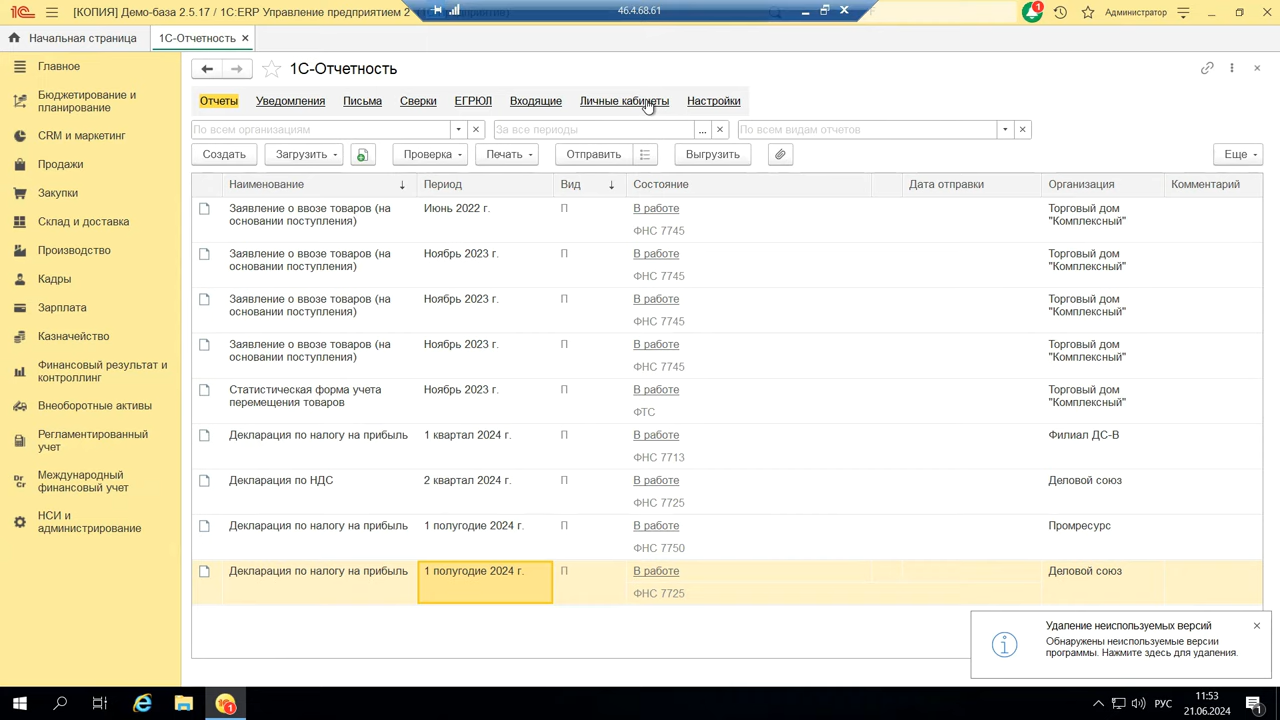 [КОПИЯ] Демо-база 2.5.17 / 1С:ERP Управление предприятием 2
46.4.68.61
1
Администратор
Начальная страница
1С-Отчетность
Главное
Бюджетирование и
планирование
CRM и маркетинг
Продажи
Закупки
Склад и доставка
Производство
Кадры
Зарплата
Казначейство
Финансовый результат и
контроллинг
Внеоборотные активы
Регламентированный
учет
Международный
финансовый учет
НСИ и
администрирование
1С-Отчетность
Отчеты Уведомления Письма Сверки ЕГРЮЛ Входящие Личные кабинеты Настройки
По всем организациям За все периоды ... По всем видам отчетов
Создать Загрузить Проверка Печать Отправить Выгрузить Еще
Наименование Период Вид Состояние Дата отправки Организация Комментарий
Заявление о ввозе товаров (на Июнь 2022 г. П В работе Торговый дом
основании поступления) "Комплексный"
ФНС 7745
Заявление о ввозе товаров (на Ноябрь 2023 г. П В работе Торговый дом
основании поступления) "Комплексный"
ФНС 7745
Заявление о ввозе товаров (на Ноябрь 2023 г. П В работе Торговый дом
основании поступления) "Комплексный"
ФНС 7745
Заявление о ввозе товаров (на Ноябрь 2023 г. П В работе Торговый дом
основании поступления) "Комплексный"
ФНС 7745
Статистическая форма учета Ноябрь 2023 г. П В работе Торговый дом
перемещения товаров "Комплексный"
ФТС
Декларация по налогу на прибыль 1 квартал 2024 г. П В работе Филиал ДС-В
ФНС 7713
Декларация по НДС 2 квартал 2024 г. П В работе Деловой союз
ФНС 7725
Декларация по налогу на прибыль 1 полугодие 2024 г. П В работе Промресурс
ФНС 7750
Декларация по налогу на прибыль 1 полугодие 2024 г. П В работе Деловой союз
ФНС 7725
Удаление неиспользуемых версий
Обнаружены неиспользуемые версии
программы. Нажмите здесь для удаления.
РУС
11:53
21.06.2024
1